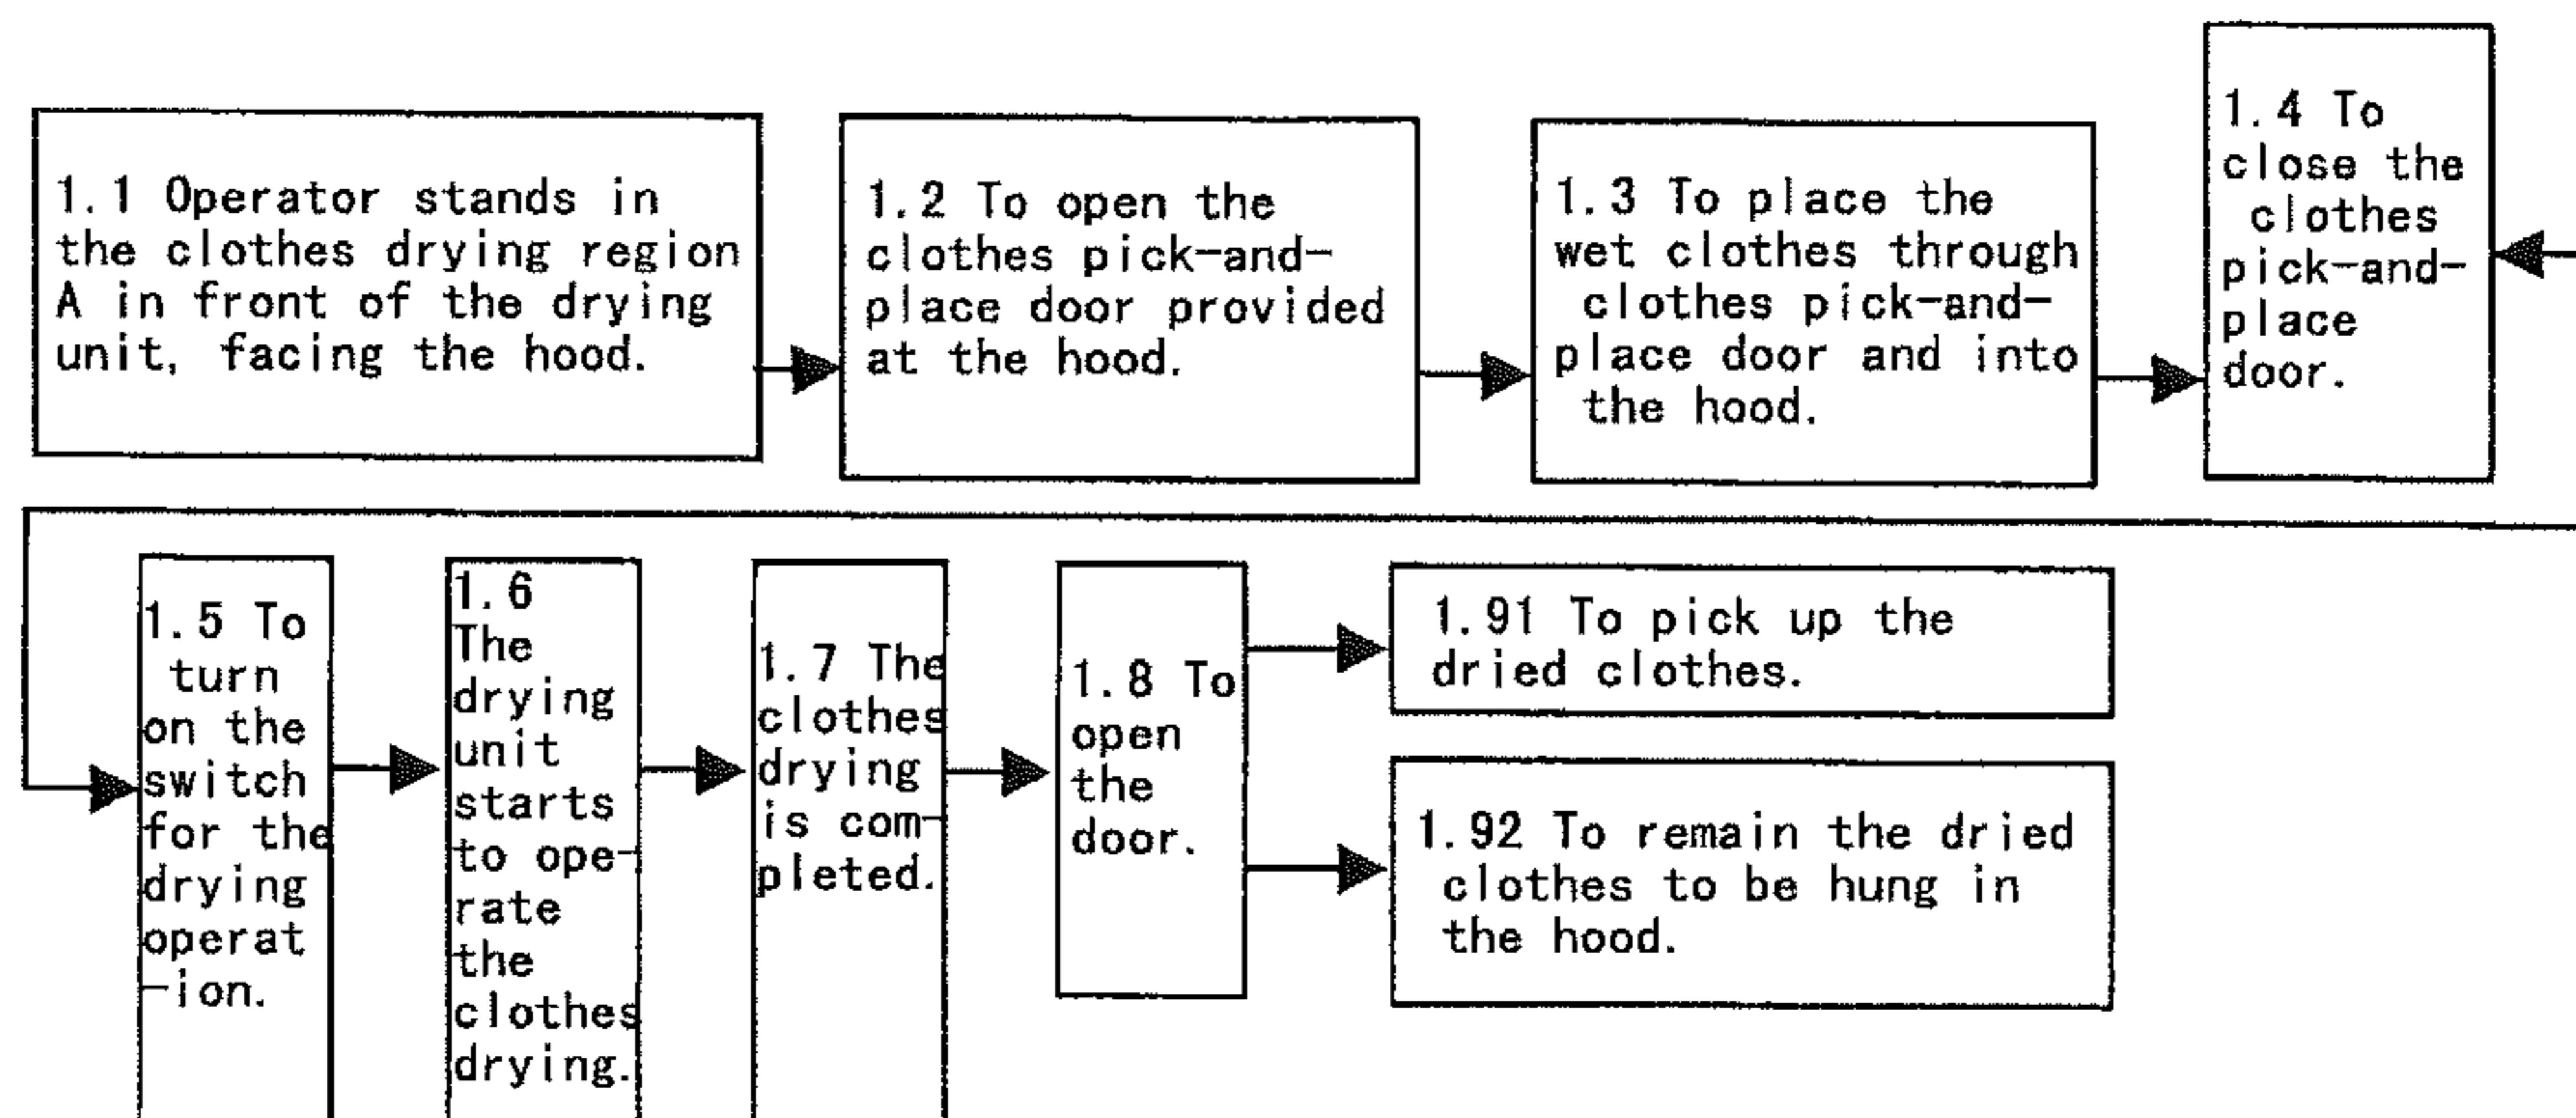 1.1 Operator stands in
the clothes drying region
A in front of the drying
unit, facing the hood.
1.2 To open the
clothes pick-and-
place door provided
at the hood.
1.3 To place the
wet clothes through
clothes pick-and-
place door and into
the hood.
1.4 To
close the
clothes
pick-and-
place
door.
1.5 To
turn
on the
switch
for the
drying
operat
-ion.
1.6
The
drying
unit
starts
to ope-
rate
the
clothes
drying.
1.7 The
clothes
drying
is com-
pleted.
1.8 To
open
the
door.
1.91 To pick up the
dried clothes.
1.92 To remain the dried
clothes to be hung in
the hood.